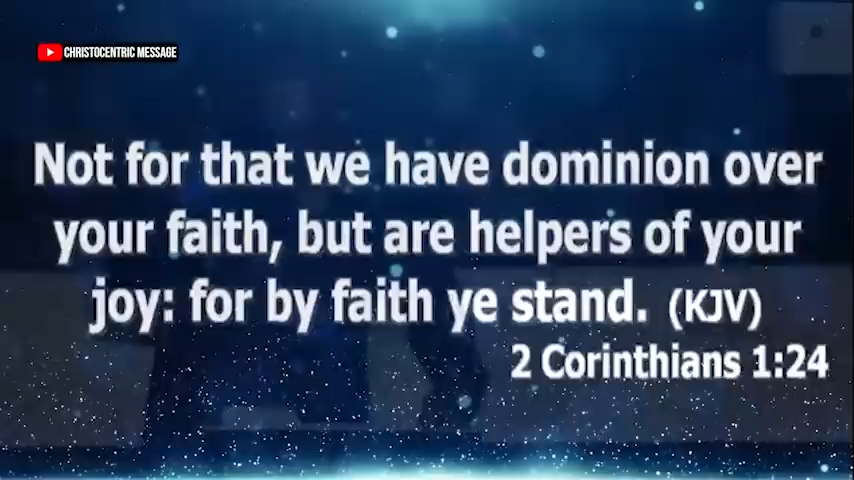 CHRISTOCENTRIC MESSAGE
Not for that we have dominion over
your faith, but are helpers of your
joy: for by faith ye stand. (KJV)
2 Corinthians 1:24